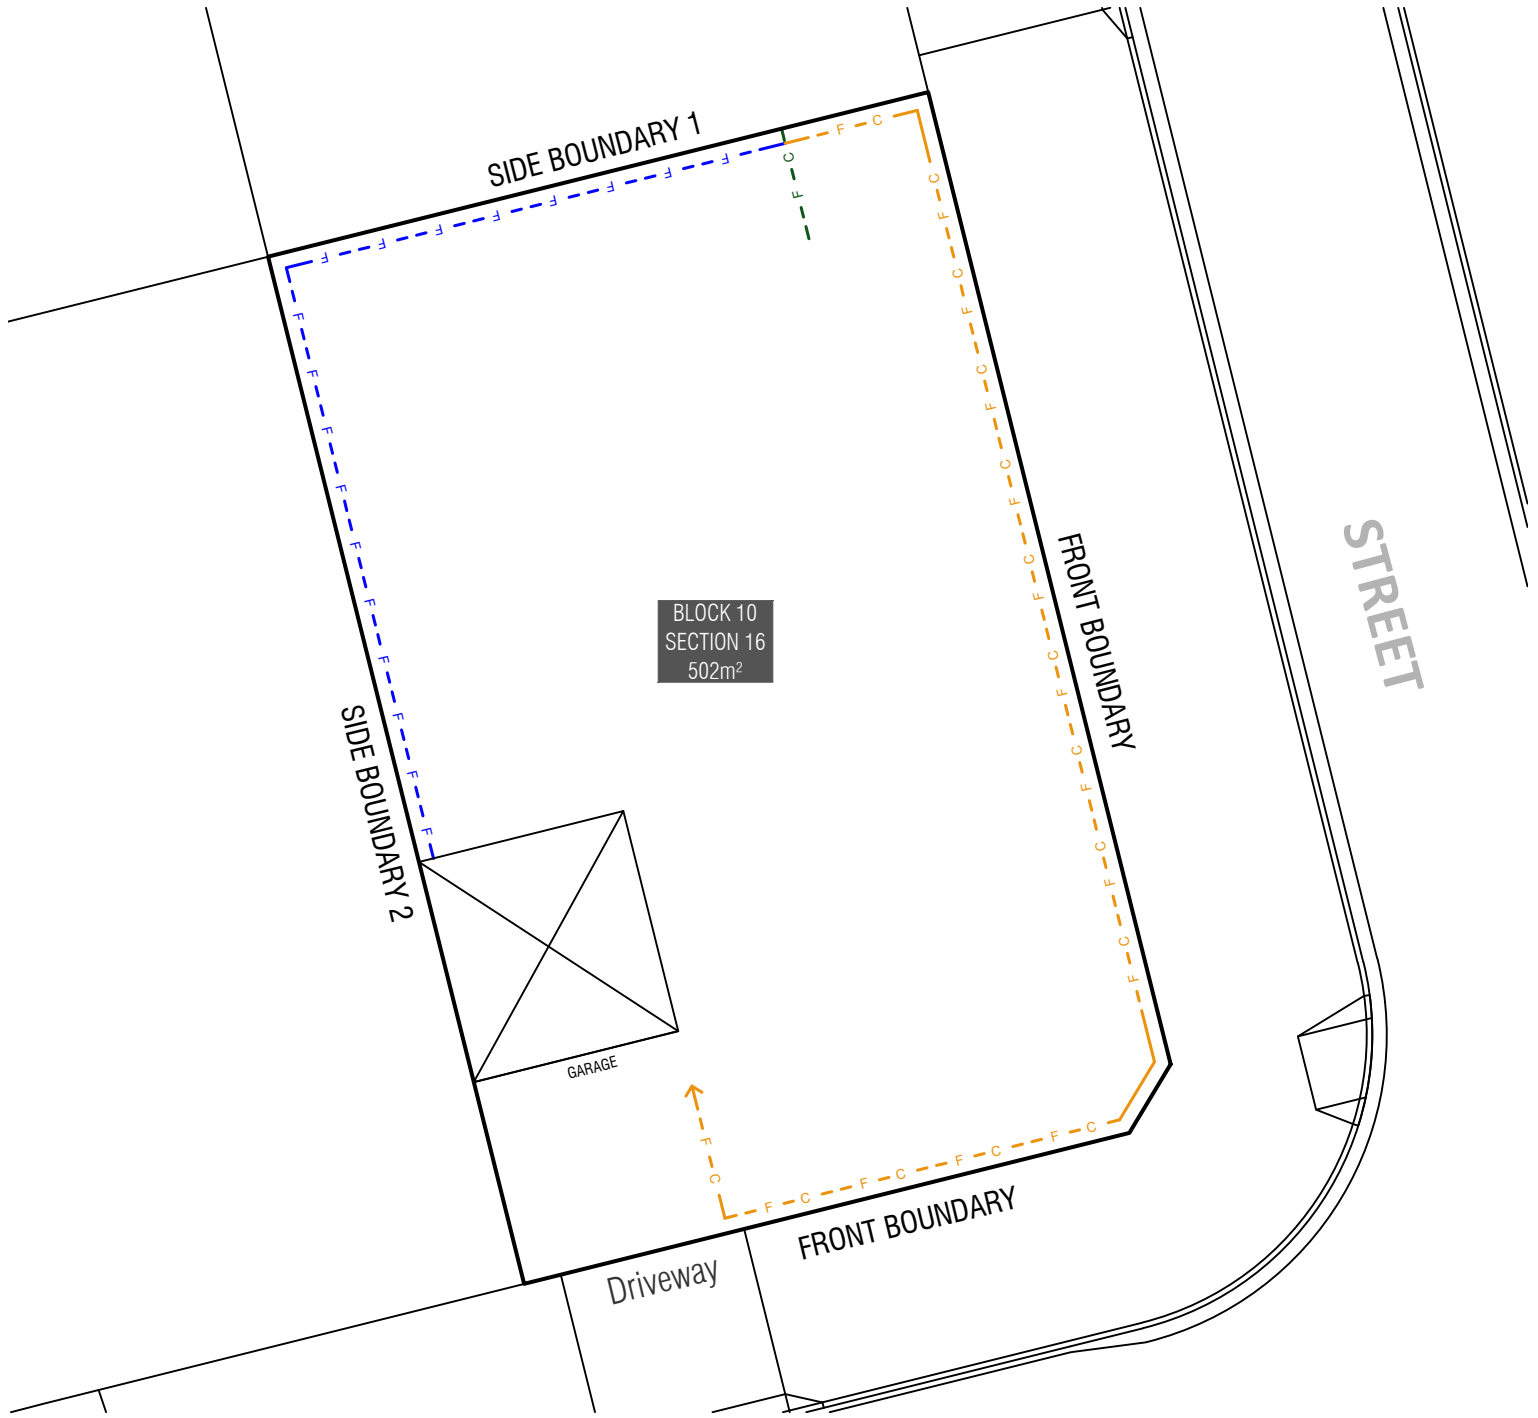 SIDE BOUNDARY 1
F C
F F F F F F F F
C F
F F F F F F F F F F
C F C F C F C F C F C F C F C F C F
STREET
FRONT BOUNDARY
BLOCK 10
SECTION 16
502m²
SIDE BOUNDARY 2
GARAGE
F C
F C F C F C F C
FRONT BOUNDARY
Driveway